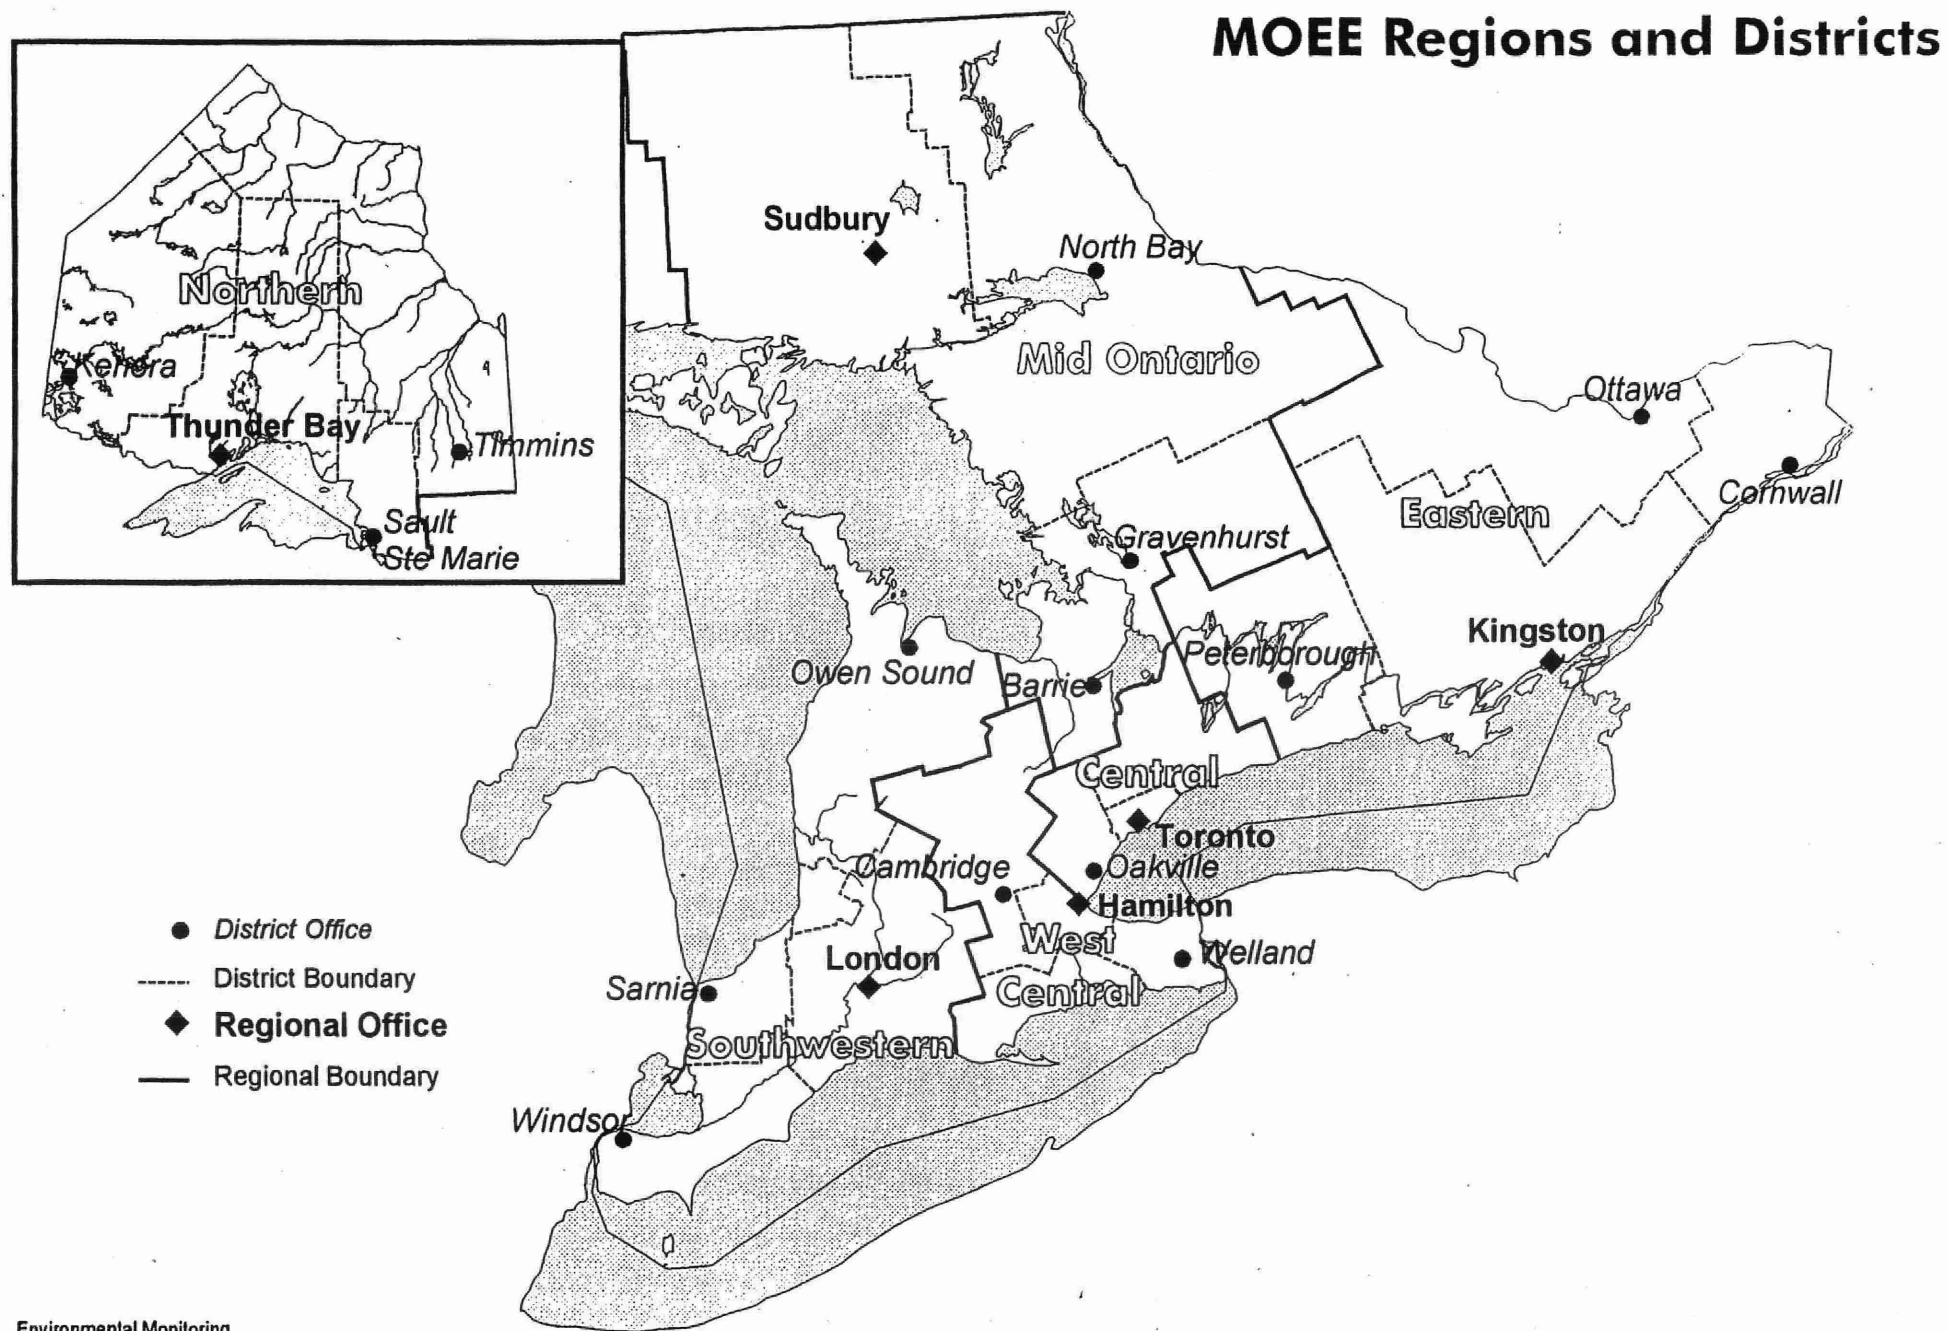 MOEE Regions and Districts
Sudbury
North Bay
Northern
Mid Ontario
Kenora
Ottawa
Thunder Bay
Timmins
Cornwall
Eastern
Sault
Ste Marie
Gravenhurst
Kingston
Peterborough
Owen Sound
Barrie
Central
Toronto
Cambridge
Oakville
Hamilton
West
Central
Welland
London
Sarnia
Southwestern
Windsor
District Office
District Boundary
Regional Office
Regional Boundary
Environmental Monitoring